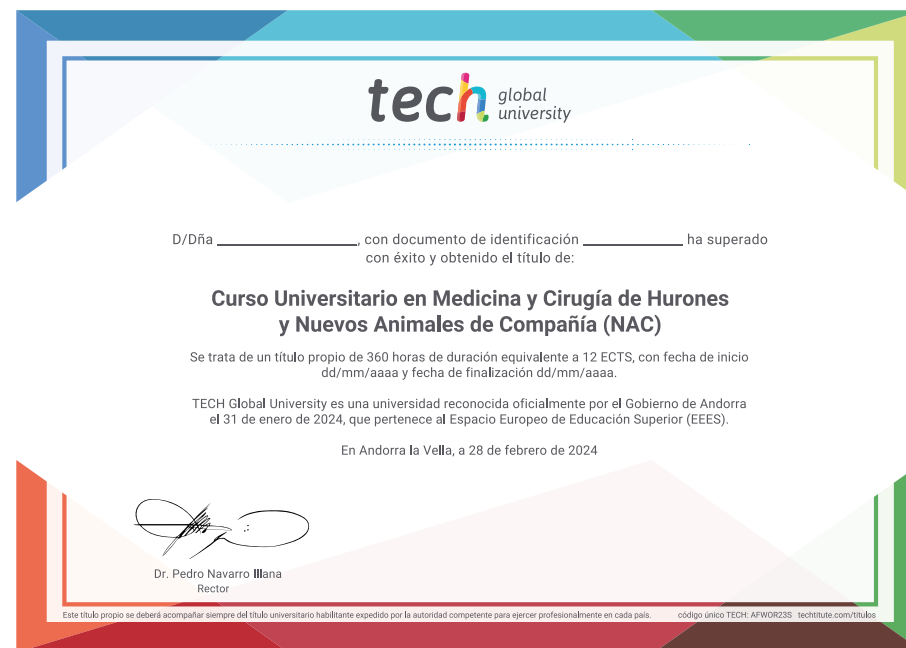 tech global university
D/Dña ____________________, con documento de identificación ______________ ha superado
con éxito y obtenido el título de:
Curso Universitario en Medicina y Cirugía de Hurones
y Nuevos Animales de Compañía (NAC)
Se trata de un título propio de 360 horas de duración equivalente a 12 ECTS, con fecha de inicio
dd/mm/aaaa y fecha de finalización dd/mm/aaaa.
TECH Global University es una universidad reconocida oficialmente por el Gobierno de Andorra
el 31 de enero de 2024, que pertenece al Espacio Europeo de Educación Superior (EEES).
En Andorra la Vella, a 28 de febrero de 2024
Dr. Pedro Navarro Illana
Rector
Este título propio se deberá acompañar siempre del título universitario habilitante expedido por la autoridad competente para ejercer profesionalmente en cada país. código único TECH: AFWOR23S techtitute.com/titulos